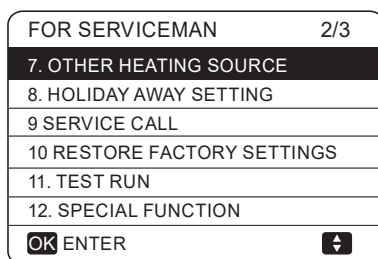 FOR SERVICEMAN 2/3
7. OTHER HEATING SOURCE
8. HOLIDAY AWAY SETTING
9 SERVICE CALL
10 RESTORE FACTORY SETTINGS
11. TEST RUN
12. SPECIAL FUNCTION
OK ENTER